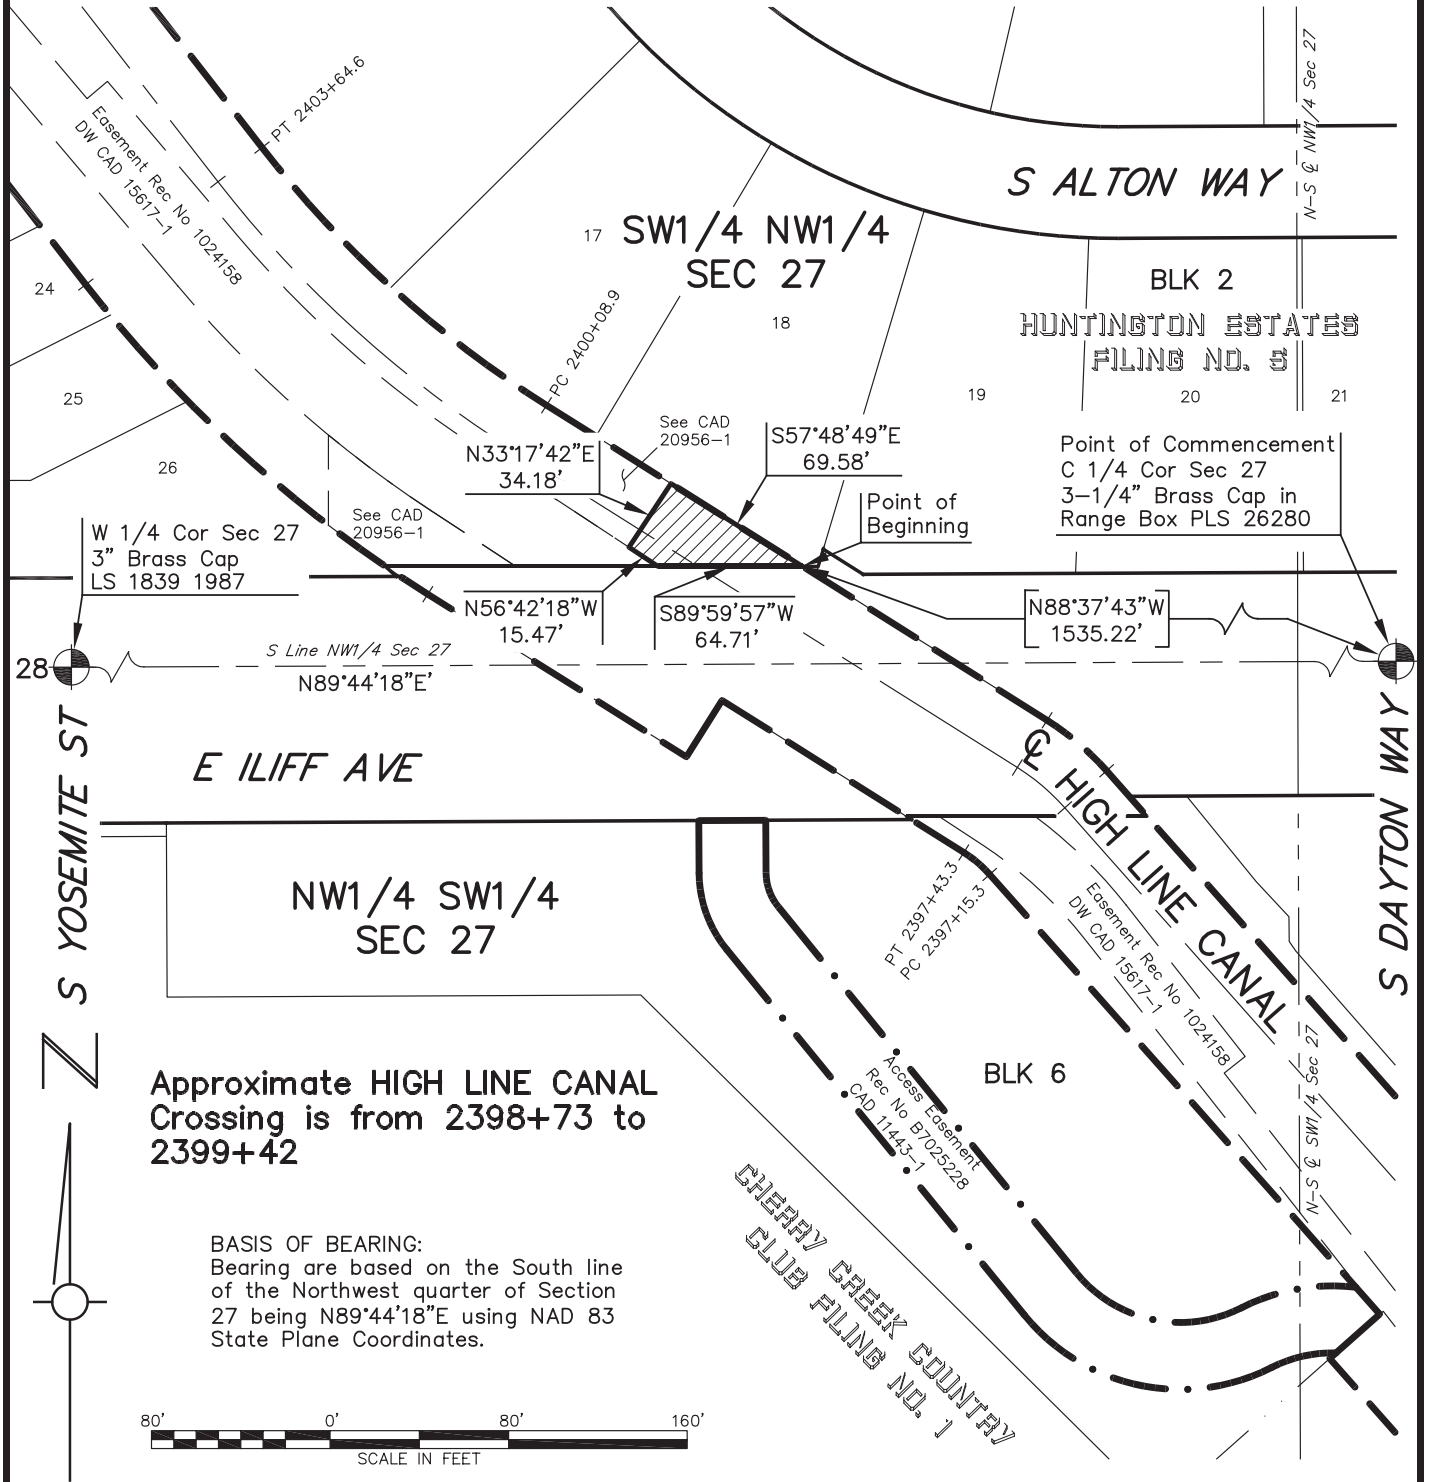 PT 2403+64.6
N-S ℄ NW1/4 Sec 27
Easement Rec No 1024158
DW CAD 15617-1
S ALTON WAY
17
SW1/4 NW1/4
SEC 27
BLK 2
HUNTINGTON ESTATES
FILING NO. 5
24
18
PC 2400+08.9
25
19
20
21
26
See CAD
20956-1
N33°17'42"E
34.18'
S57°48'49"E
69.58'
Point of Commencement
C 1/4 Cor Sec 27
3-1/4" Brass Cap in
Range Box PLS 26280
Point of
Beginning
See CAD
20956-1
W 1/4 Cor Sec 27
3" Brass Cap
LS 1839 1987
N56°42'18"W
15.47'
S89°59'57"W
64.71'
N88°37'43"W
1535.22'
28
S Line NW1/4 Sec 27
N89°44'18"E'
E ILIFF AVE
S YOSEMITE ST
S DAYTON WAY
℄ HIGH LINE CANAL
NW1/4 SW1/4
SEC 27
PT 2397+43.3
PC 2397+15.3
Easement Rec No 1024158
DW CAD 15617-1
N-S ℄ SW1/4 Sec 27
BLK 6
Access Easement
Rec No B7025228
CAD 11443-1
N
Approximate HIGH LINE CANAL
Crossing is from 2398+73 to
2399+42
CHERRY CREEK COUNTRY
CLUB FILING NO. 1
BASIS OF BEARING:
Bearing are based on the South line
of the Northwest quarter of Section
27 being N89°44'18"E using NAD 83
State Plane Coordinates.
80' 0' 80' 160'
SCALE IN FEET